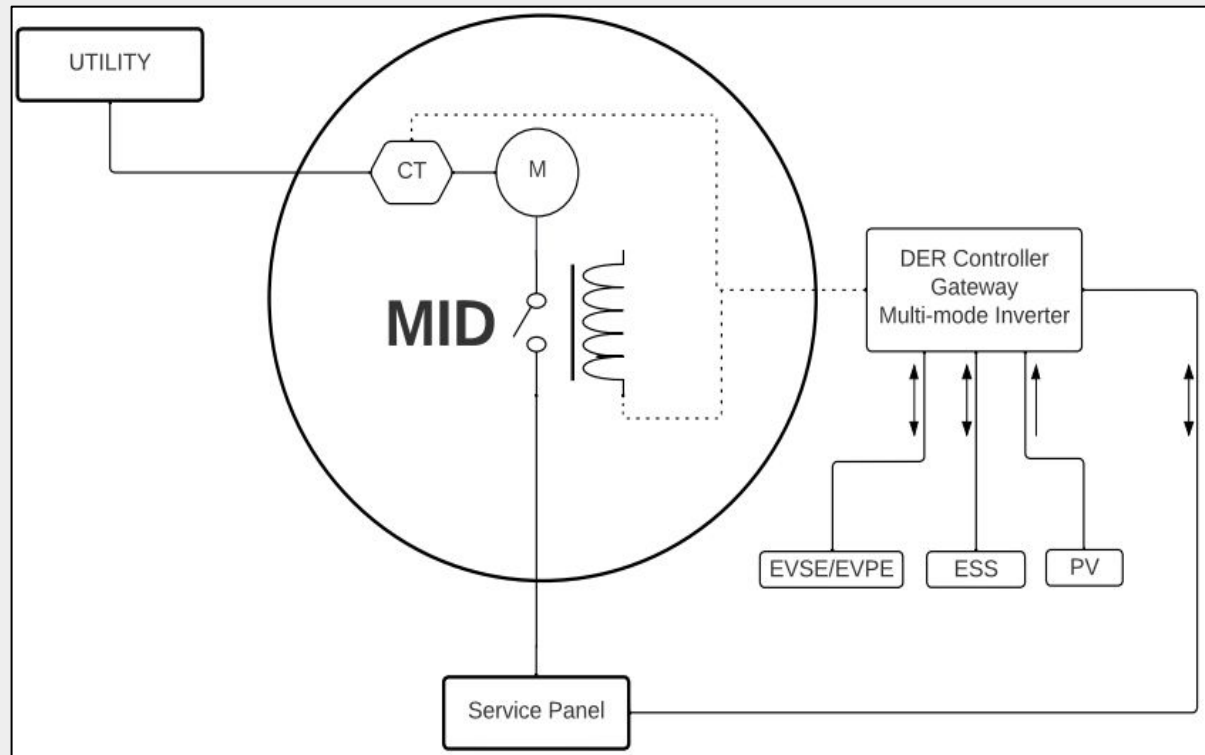 UTILITY
CT
M
MID
DER Controller
Gateway
Multi-mode Inverter
EVSE/EVPE
ESS
PV
Service Panel